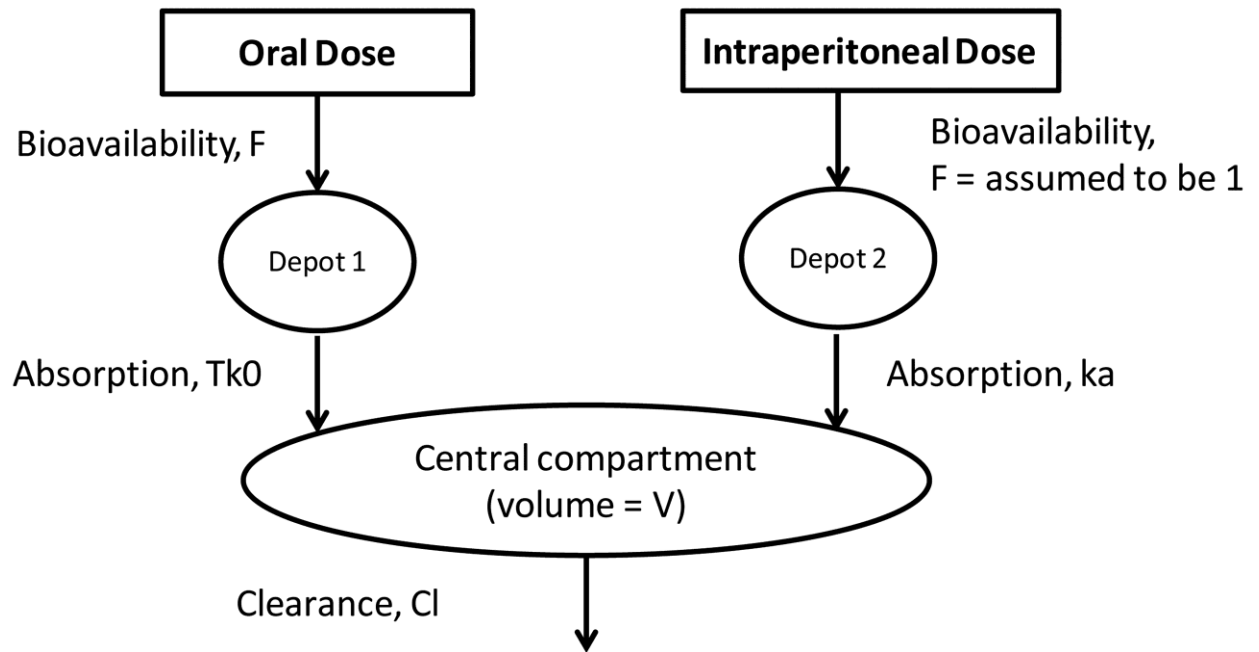 Oral Dose
Intraperitoneal Dose
Bioavailability, F
Bioavailability,
F = assumed to be 1
Depot 1
Depot 2
Absorption, Tk0
Absorption, ka
Central compartment
(volume = V)
Clearance, Cl